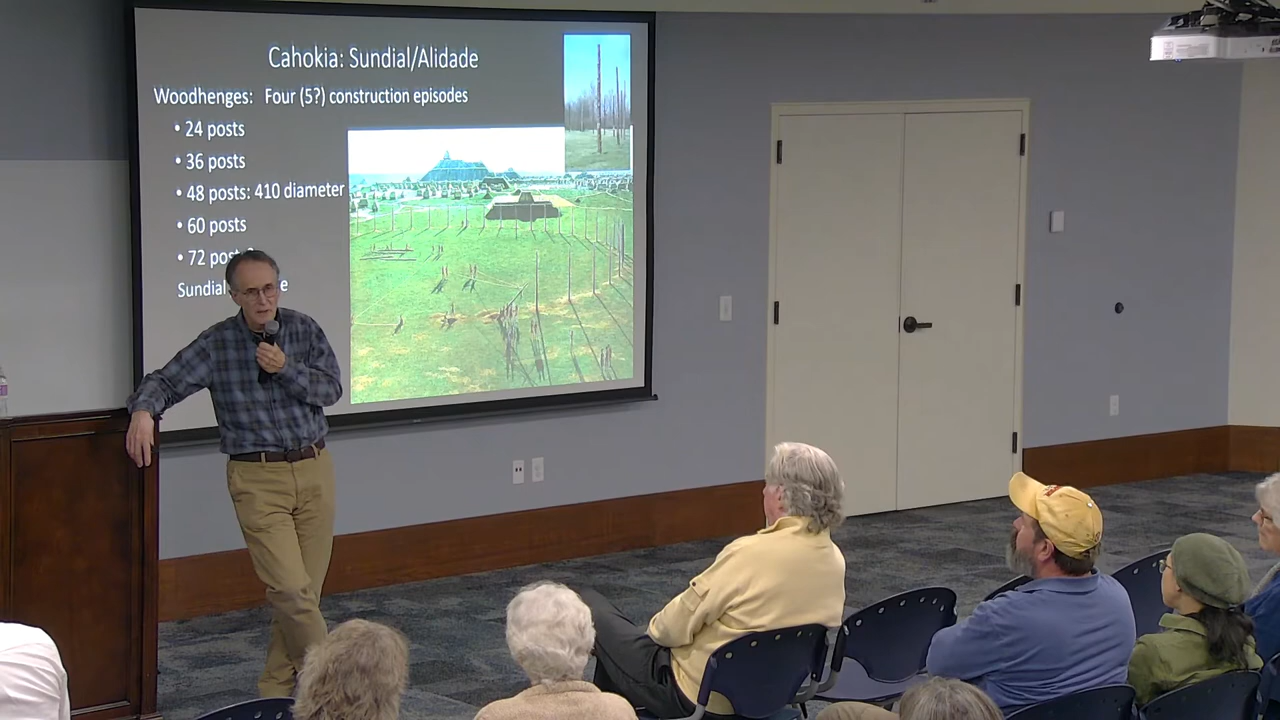 Cahokia: Sundial/Alidade
Woodhenges: Four (5?) construction episodes
• 24 posts
• 36 posts
• 48 posts: 410 diameter
• 60 posts
• 72
Sundial